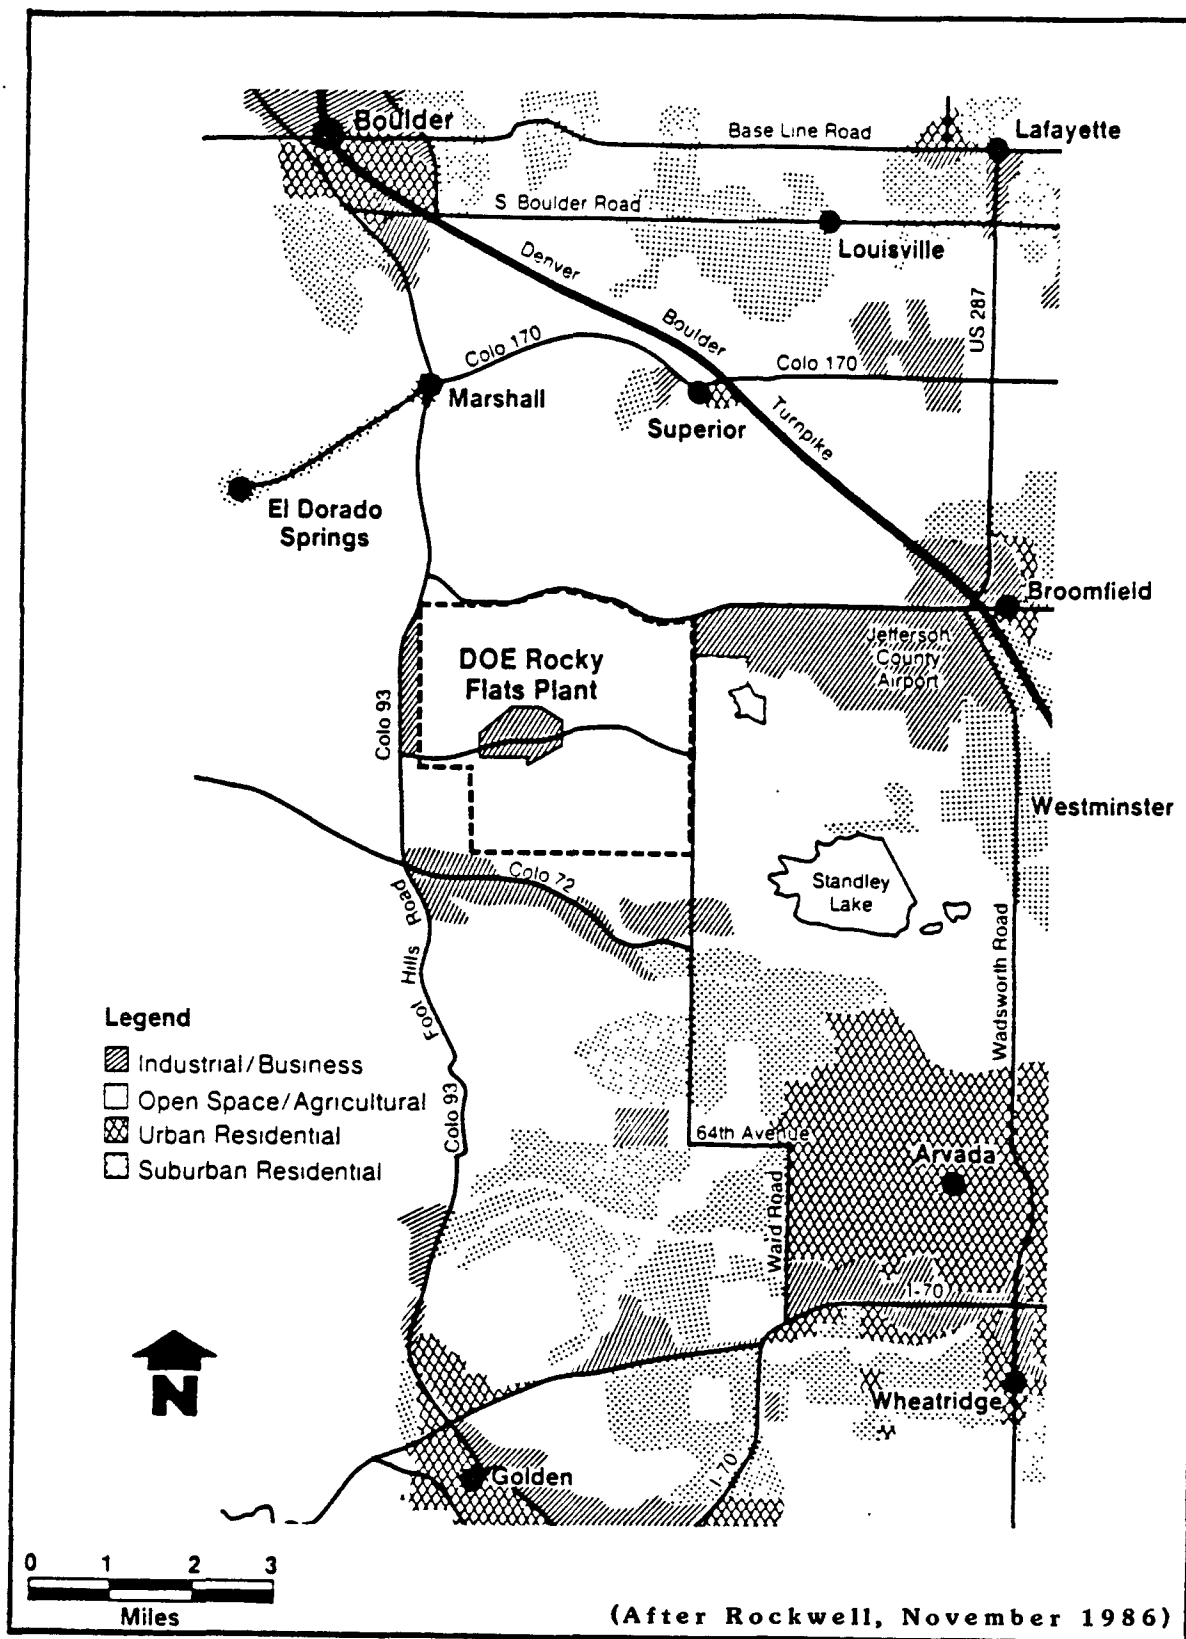 Boulder
Base Line Road
Lafayette
S Boulder Road
Louisville
Denver
Boulder
Turnpike
US 287
Colo 170
Colo 170
Marshall
Superior
El Dorado
Springs
Broomfield
Jefferson
County
Airport
DOE Rocky
Flats Plant
Colo 93
Westminster
Colo 72
Standley
Lake
Foot Hills Road
Wadsworth Road
Legend
Industrial/Business
Open Space/Agricultural
Urban Residential
Suburban Residential
Colo 93
64th Avenue
Arvada
Ward Road
I-70
N
Wheatridge
I-70
Golden
0 1 2 3
Miles
(After Rockwell, November 1986)